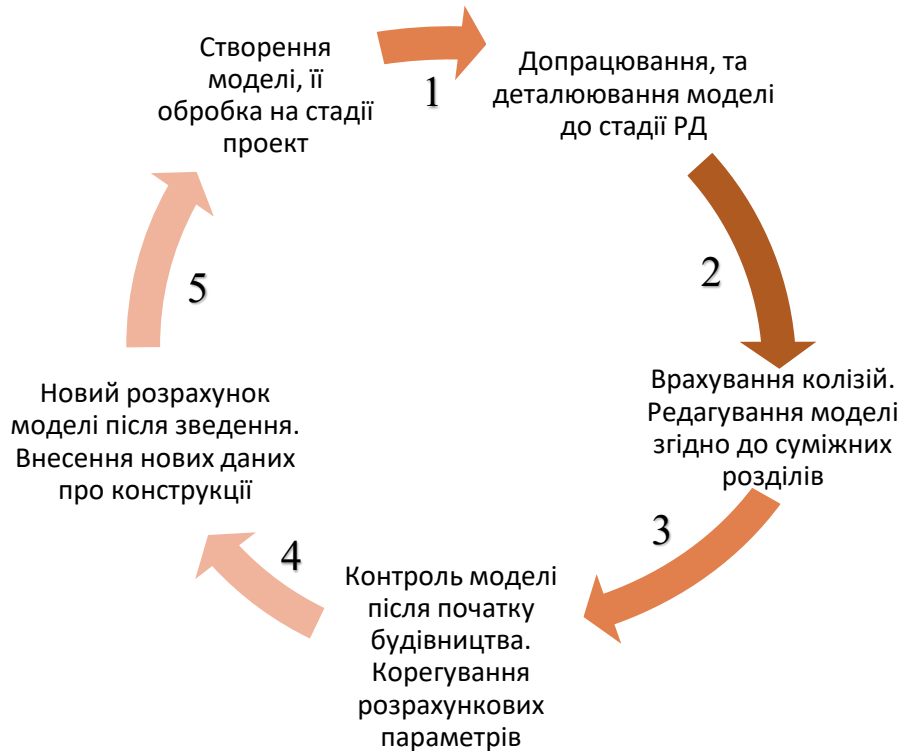 Створення
моделі, її
обробка на стадії
проект
1
Допрацювання, та
деталюювання моделі
до стадії РД
2
Врахування колізій.
Редагування моделі
згідно до суміжних
розділів
3
Контроль моделі
після початку
будівництва.
Корегування
розрахункових
параметрів
4
Новий розрахунок
моделі після зведення.
Внесення нових даних
про конструкції
5